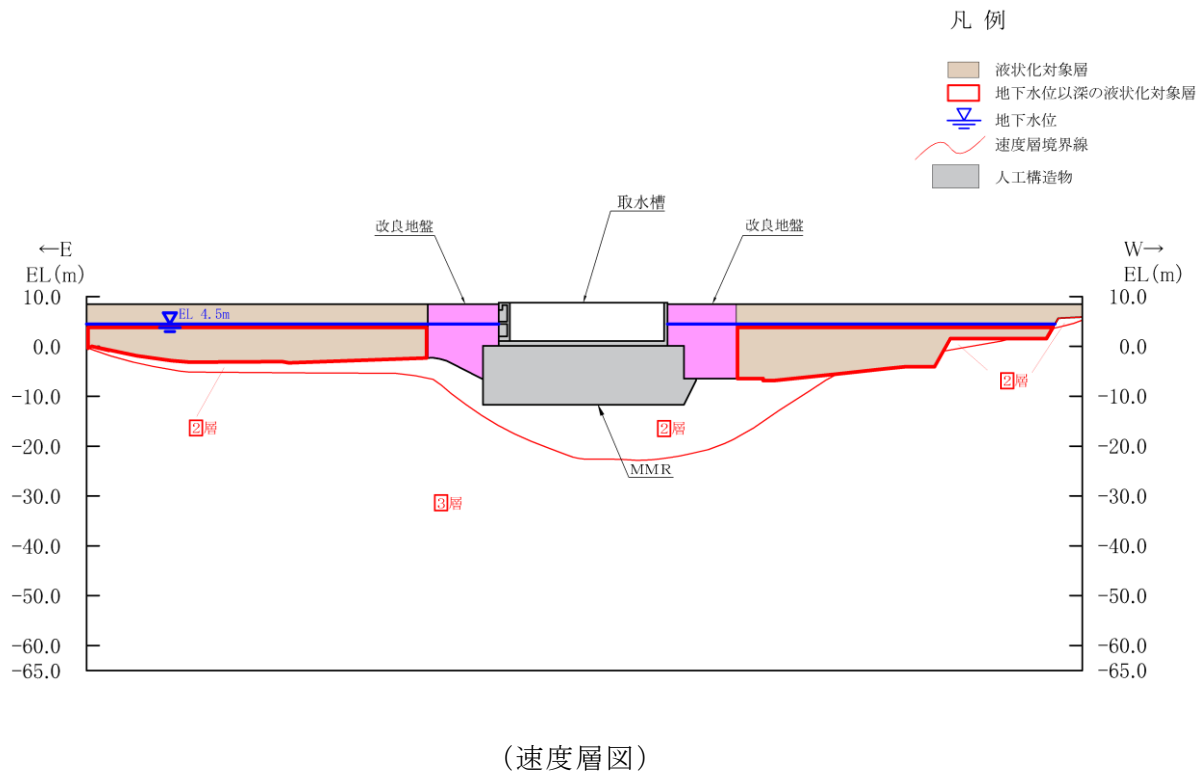 凡 例
液状化対象層
地下水位以深の液状化対象層
地下水位
速度層境界線
人工構造物
取水槽
改良地盤
改良地盤
←E
EL(m)
W→
EL(m)
10.0
0.0
-10.0
-20.0
-30.0
-40.0
-50.0
-60.0
-65.0
10.0
0.0
-10.0
-20.0
-30.0
-40.0
-50.0
-60.0
-65.0
EL 4.5m
2層
2層
2層
MMR
3層
(速度層図)